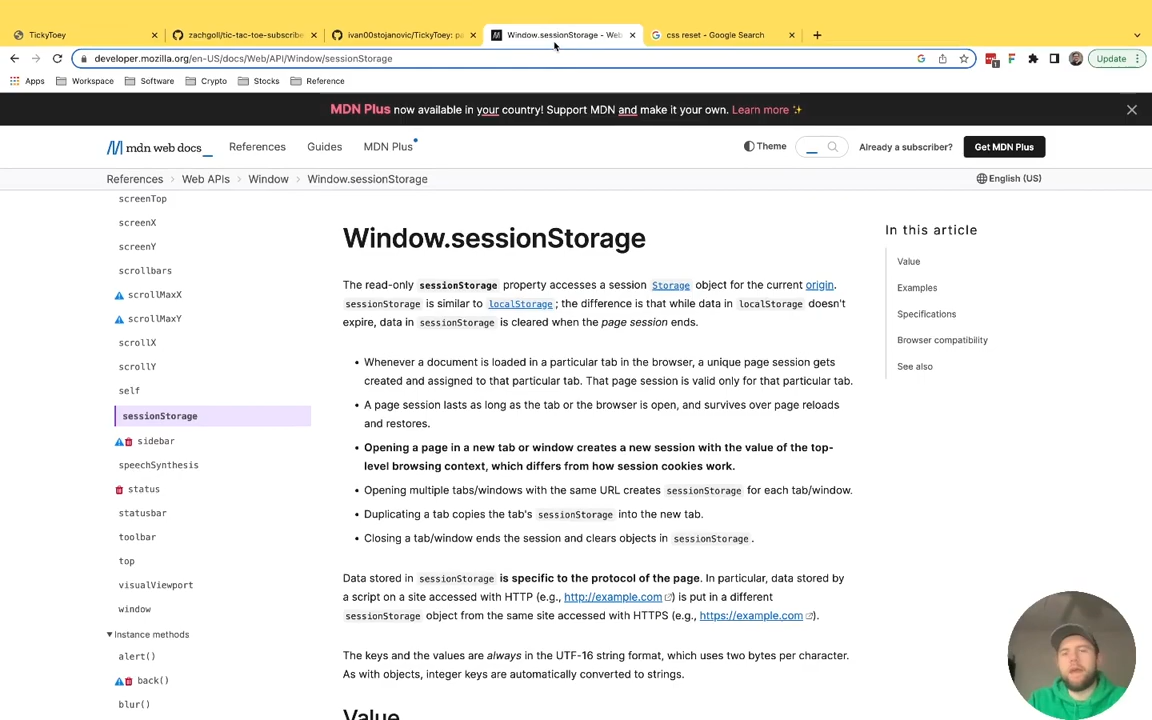 TickyToey
zachgoll/tic-tac-toe-subscribe
ivan00stojanovic/TickyToey: pa
Window.sessionStorage - Web
css reset - Google Search
developer.mozilla.org/en-US/docs/Web/API/Window/sessionStorage
1
Update
Apps
Workspace
Software
Crypto
Stocks
Reference
MDN Plus now available in your country! Support MDN and make it your own. Learn more ✨
mdn web docs_
References
Guides
MDN Plus
Theme
Already a subscriber?
Get MDN Plus
References > Web APIs > Window > Window.sessionStorage
English (US)
screenTop
screenX
screenY
scrollbars
scrollMaxX
scrollMaxY
scrollX
scrollY
self
sessionStorage
sidebar
speechSynthesis
status
statusbar
toolbar
top
visualViewport
window
Instance methods
alert()
back()
blur()
Window.sessionStorage
The read-only sessionStorage property accesses a session Storage object for the current origin.
sessionStorage is similar to localStorage; the difference is that while data in localStorage doesn't
expire, data in sessionStorage is cleared when the page session ends.
• Whenever a document is loaded in a particular tab in the browser, a unique page session gets
created and assigned to that particular tab. That page session is valid only for that particular tab.
• A page session lasts as long as the tab or the browser is open, and survives over page reloads
and restores.
• Opening a page in a new tab or window creates a new session with the value of the top-
level browsing context, which differs from how session cookies work.
• Opening multiple tabs/windows with the same URL creates sessionStorage for each tab/window.
• Duplicating a tab copies the tab's sessionStorage into the new tab.
• Closing a tab/window ends the session and clears objects in sessionStorage.
Data stored in sessionStorage is specific to the protocol of the page. In particular, data stored by
a script on a site accessed with HTTP (e.g., http://example.com) is put in a different
sessionStorage object from the same site accessed with HTTPS (e.g., https://example.com).
The keys and the values are always in the UTF-16 string format, which uses two bytes per character.
As with objects, integer keys are automatically converted to strings.
Value
In this article
Value
Examples
Specifications
Browser compatibility
See also